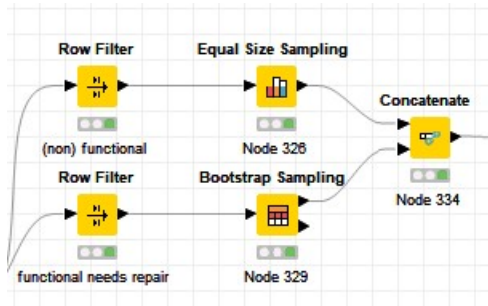 Row Filter
Equal Size Sampling
Concatenate
(non) functional
Node 326
Row Filter
Bootstrap Sampling
Node 334
functional needs repair
Node 329